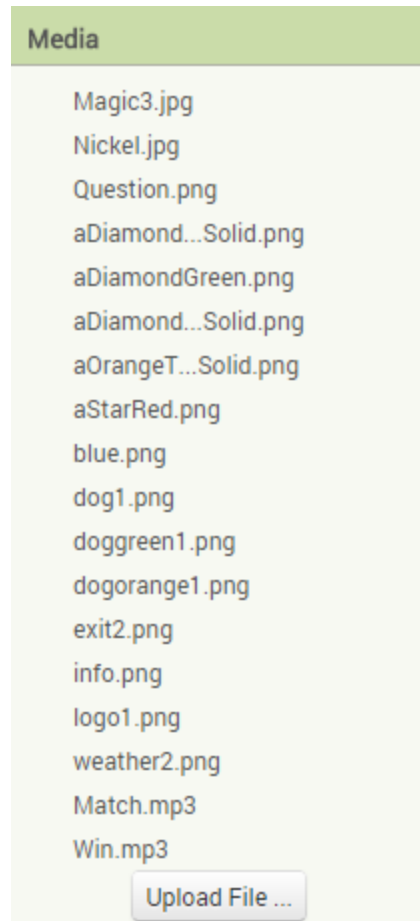 Media
Magic3.jpg
Nickel.jpg
Question.png
aDiamond...Solid.png
aDiamondGreen.png
aDiamond...Solid.png
aOrangeT...Solid.png
aStarRed.png
blue.png
dog1.png
doggreen1.png
dogorange1.png
exit2.png
info.png
logo1.png
weather2.png
Match.mp3
Win.mp3
Upload File ...